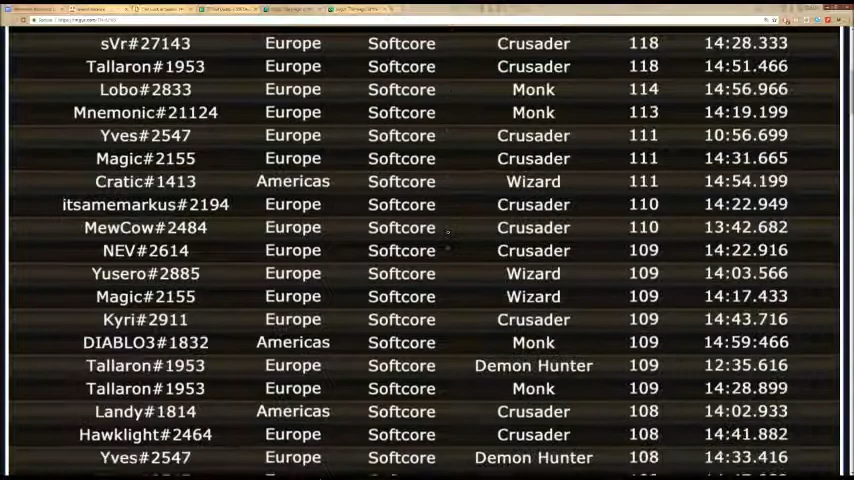 sVr#27143 Europe Softcore Crusader 118 14:28.333
Tallaron#1953 Europe Softcore Crusader 118 14:51.466
Lobo#2833 Europe Softcore Monk 114 14:56.966
Mnemonic#21124 Europe Softcore Monk 113 14:19.199
Yves#2547 Europe Softcore Crusader 111 10:56.699
Magic#2155 Europe Softcore Crusader 111 14:31.665
Cratic#1413 Americas Softcore Wizard 111 14:54.199
itsamemarkus#2194 Europe Softcore Crusader 110 14:22.949
MewCow#2484 Europe Softcore Crusader 110 13:42.682
NEV#2614 Europe Softcore Crusader 109 14:22.916
Yusero#2885 Europe Softcore Wizard 109 14:03.566
Magic#2155 Europe Softcore Wizard 109 14:17.433
Kyri#2911 Europe Softcore Crusader 109 14:43.716
DIABLO3#1832 Americas Softcore Monk 109 14:59:466
Tallaron#1953 Europe Softcore Demon Hunter 109 12:35.616
Tallaron#1953 Europe Softcore Monk 109 14:28.899
Landy#1814 Americas Softcore Crusader 108 14:02.933
Hawklight#2464 Europe Softcore Crusader 108 14:41.882
Yves#2547 Europe Softcore Demon Hunter 108 14:33.416